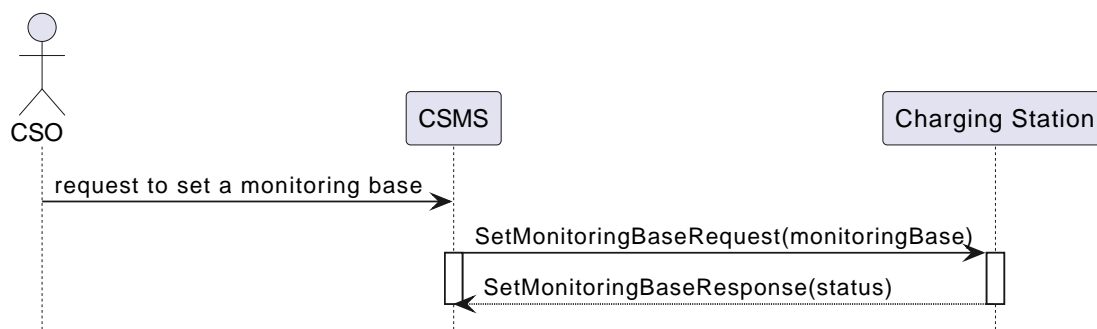 CSO
CSMS
Charging Station
request to set a monitoring base
SetMonitoringBaseRequest(monitoringBase)
SetMonitoringBaseResponse(status)